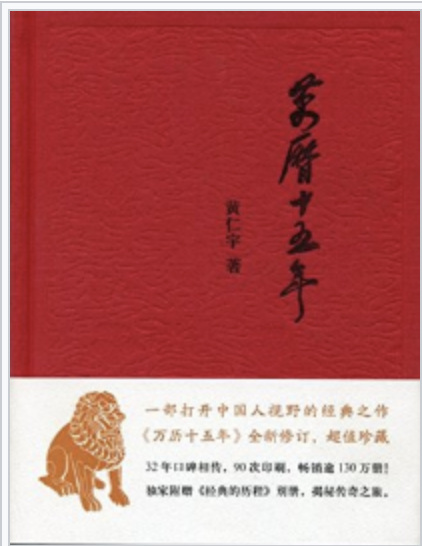 萬曆十五年
黄仁宇 著
一部打开中国人视野的经典之作
《万历十五年》全新修订，超值珍藏
32年口碑相传，90次印刷，畅销逾130万册！
独家附赠《经典的历程》别册，揭秘传奇之旅。